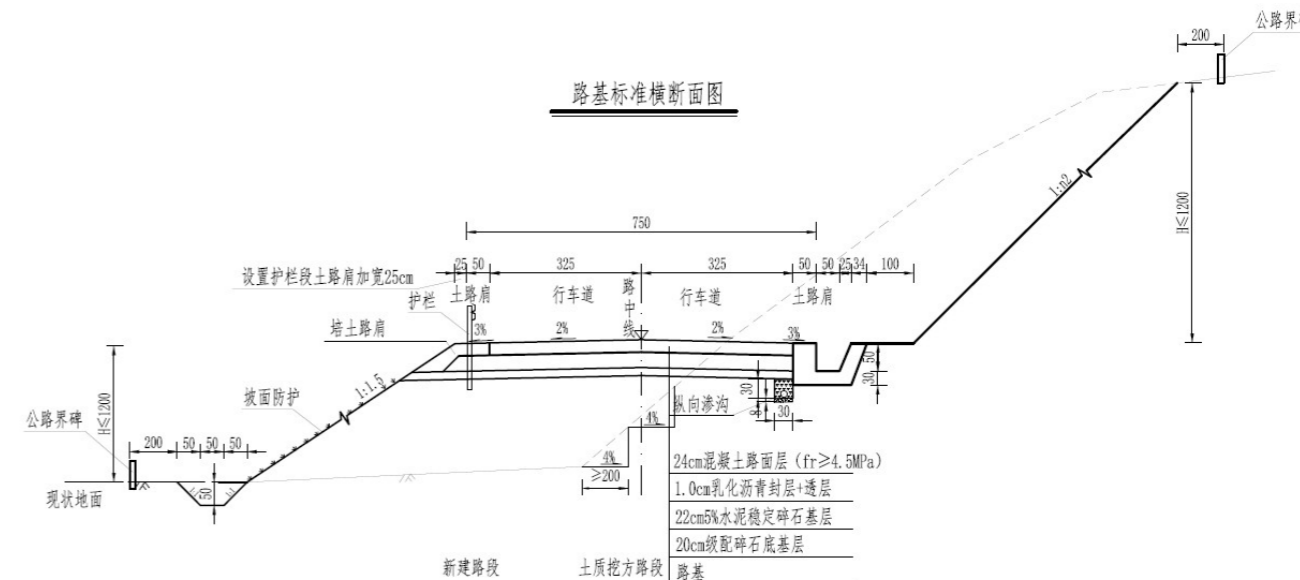 公路界
200
路基标准横断面图
1:n2
H≤1200
750
25 50 325 325 50 50 25 34 100
设置护栏段土路肩加宽25cm
护栏
土路肩 行车道 路中线 行车道 土路肩
培土路肩
3% 2% 2% 3%
50
30
1:1.5
坡面防护
H≤1200
30
8
30
纵向渗沟
公路界碑
200 50 50 50
50
现状地面
4%
4%
≥200
24cm混凝土路面层（fr≥4.5MPa）
1.0cm乳化沥青封层+透层
22cm5%水泥稳定碎石基层
20cm级配碎石底基层
路基
新建路段 土质挖方路段